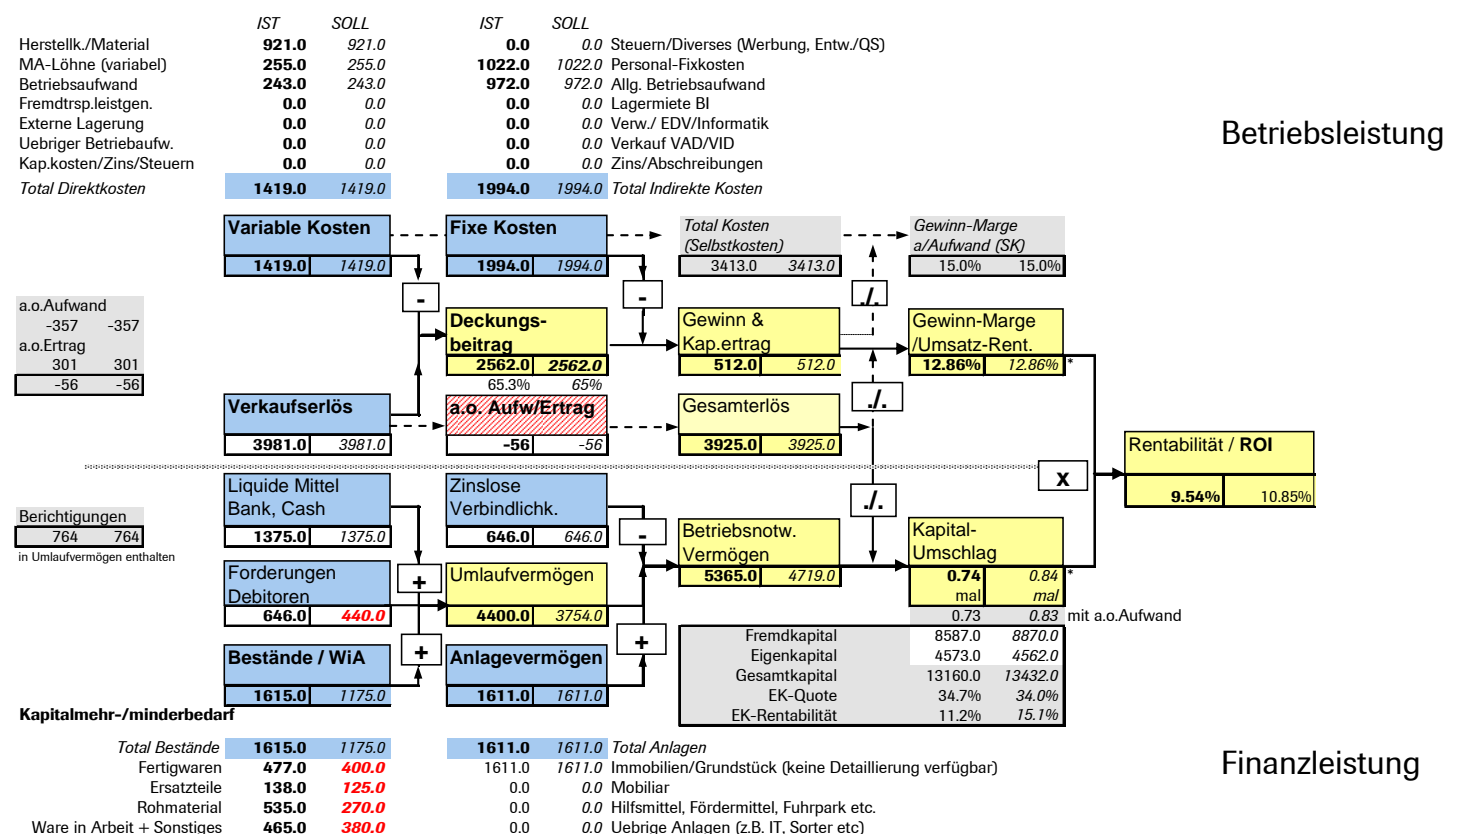 IST SOLL IST SOLL
Herstellk./Material 921.0 921.0 0.0 0.0 Steuern/Diverses (Werbung, Entw./QS)
MA-Löhne (variabel) 255.0 255.0 1022.0 1022.0 Personal-Fixkosten
Betriebsaufwand 243.0 243.0 972.0 972.0 Allg. Betriebsaufwand
Fremdtrsp.leistgen. 0.0 0.0 0.0 0.0 Lagermiete BI
Externe Lagerung 0.0 0.0 0.0 0.0 Verw./ EDV/Informatik
Uebriger Betriebaufw. 0.0 0.0 0.0 0.0 Verkauf VAD/VID
Kap.kosten/Zins/Steuern 0.0 0.0 0.0 0.0 Zins/Abschreibungen
Total Direktkosten 1419.0 1419.0 1994.0 1994.0 Total Indirekte Kosten
Betriebsleistung
Variable Kosten
1419.0 1419.0
Fixe Kosten
1994.0 1994.0
Total Kosten
(Selbstkosten)
3413.0 3413.0
Gewinn-Marge
a/Aufwand (SK)
15.0% 15.0%
- - ./.
a.o.Aufwand
-357 -357
a.o.Ertrag
301 301
-56 -56
Deckungs-
beitrag
2562.0 2562.0
65.3% 65%
Gewinn &
Kap.ertrag
512.0 512.0
Gewinn-Marge
/Umsatz-Rent.
12.86% 12.86% *
./.
Verkaufserlös
3981.0 3981.0
a.o. Aufw/Ertrag
-56 -56
Gesamterlös
3925.0 3925.0
Rentabilität / ROI
9.54% 10.85%
x
./.
Liquide Mittel
Bank, Cash
1375.0 1375.0
Zinslose
Verbindlichk.
646.0 646.0
-
Berichtigungen
764 764
in Umlaufvermögen enthalten
Betriebsnotw.
Vermögen
5365.0 4719.0
Kapital-
Umschlag
0.74 0.84 *
mal mal
0.73 0.83 mit a.o.Aufwand
Forderungen
Debitoren
646.0 440.0
+
Umlaufvermögen
4400.0 3754.0
+ +
Bestände / WiA
1615.0 1175.0
Anlagevermögen
1611.0 1611.0
Fremdkapital 8587.0 8870.0
Eigenkapital 4573.0 4562.0
Gesamtkapital 13160.0 13432.0
EK-Quote 34.7% 34.0%
EK-Rentabilität 11.2% 15.1%
Kapitalmehr-/minderbedarf
Total Bestände 1615.0 1175.0 1611.0 1611.0 Total Anlagen
Fertigwaren 477.0 400.0 1611.0 1611.0 Immobilien/Grundstück (keine Detaillierung verfügbar)
Ersatzteile 138.0 125.0 0.0 0.0 Mobiliar
Rohmaterial 535.0 270.0 0.0 0.0 Hilfsmittel, Fördermittel, Fuhrpark etc.
Ware in Arbeit + Sonstiges 465.0 380.0 0.0 0.0 Uebrige Anlagen (z.B. IT, Sorter etc)
Finanzleistung